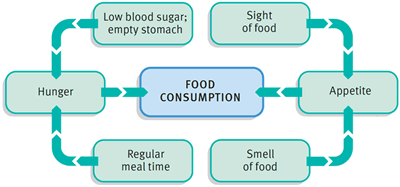 Low blood sugar;
empty stomach
Sight
of food
Hunger
FOOD
CONSUMPTION
Appetite
Regular
meal time
Smell
of food